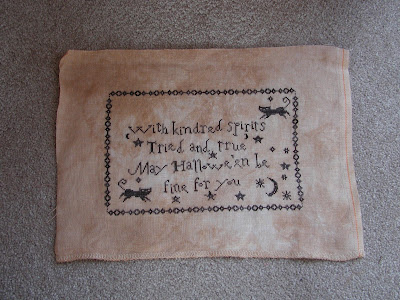 With kindred spirits
Tried and true
May Hallowe'en be
fine for you